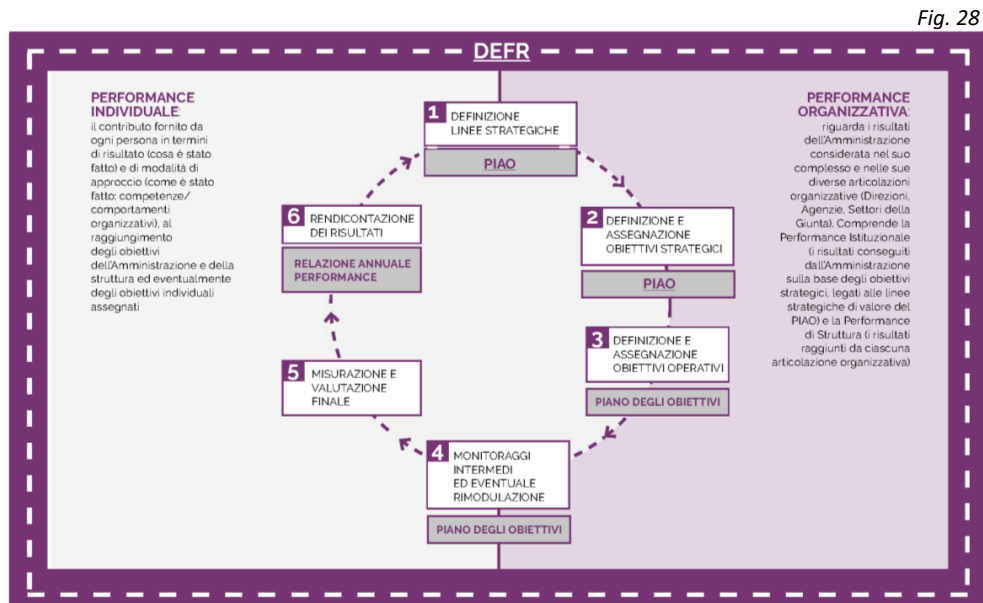 Fig. 28
DEFR
PERFORMANCE
INDIVIDUALE:
il contributo fornito da
ogni persona in termini
di risultato (cosa è stato
fatto) e di modalità di
approccio (come è stato
fatto: competenze/
comportamenti
organizzativi), al
raggiungimento
degli obiettivi
dell'Amministrazione e della
struttura ed eventualmente
degli obiettivi individuali
assegnati
PERFORMANCE
ORGANIZZATIVA:
riguarda i risultati
dell'Amministrazione
considerata nel suo
complesso e nelle sue
diverse articolazioni
organizzative (Direzioni,
Agenzie, Settori della
Giunta). Comprende la
Performance Istituzionale
(i risultati conseguiti
dall'Amministrazione
sulla base degli obiettivi
strategici, legati alle linee
strategiche di valore del
PIAO) e la Performance
di Struttura (i risultati
raggiunti da ciascuna
articolazione organizzativa)
1
DEFINIZIONE
LINEE STRATEGICHE
PIAO
2
DEFINIZIONE E
ASSEGNAZIONE
OBIETTIVI STRATEGICI
PIAO
3
DEFINIZIONE E
ASSEGNAZIONE
OBIETTIVI OPERATIVI
PIANO DEGLI OBIETTIVI
4
MONITORAGGI
INTERMEDI
ED EVENTUALE
RIMODULAZIONE
PIANO DEGLI OBIETTIVI
5
MISURAZIONE E
VALUTAZIONE
FINALE
6
RENDICONTAZIONE
DEI RISULTATI
RELAZIONE ANNUALE
PERFORMANCE